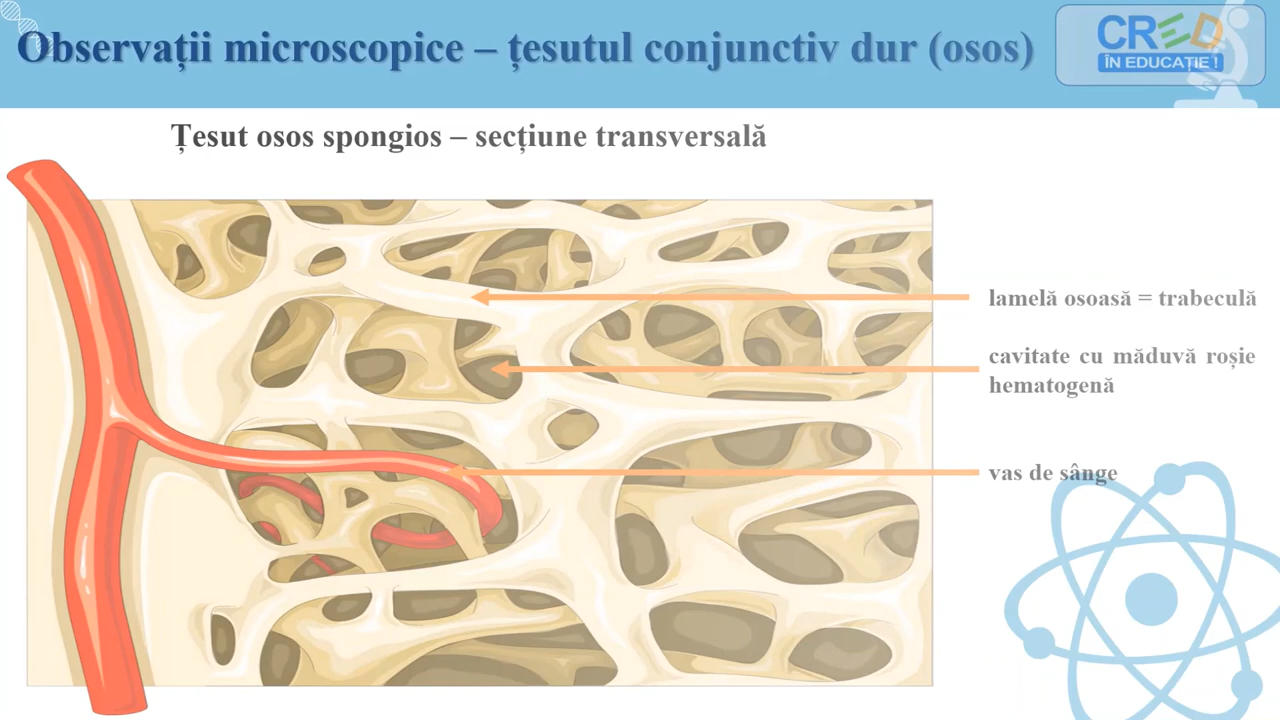 Observații microscopice – țesutul conjunctiv dur (osos)
CRED
ÎN EDUCAȚIE !
Țesut osos spongios – secțiune transversală
lamelă osoasă = trabeculă
cavitate cu măduvă roșie
hematogenă
vas de sânge